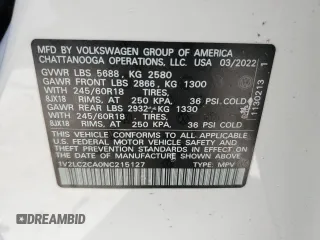 MFD. BY VOLKSWAGEN GROUP OF AMERICA
CHATTANOOGA OPERATIONS, LLC. USA 03/2022
GVWR LBS 5688, KG 2580
GAWR FRONT LBS 2866, KG 1300
WITH 245/60R18 TIRES,
8JX18 RIMS, AT 250 KPA, 36 PSI.COLD
GAWR REAR LBS 2932, KG 1330
WITH 245/60R18 TIRES,
8JX18 RIMS, AT 250 KPA, 36 PSI COLD
THIS VEHICLE CONFORMS TO ALL APPLICABLE
FEDERAL MOTOR VEHICLE SAFETY
STANDARDS IN EFFECT ON THE DATE OF
MANUFACTURE SHOWN ABOVE.
1V2LC2CA0NC215127 TYPE: MPV
1130213 1